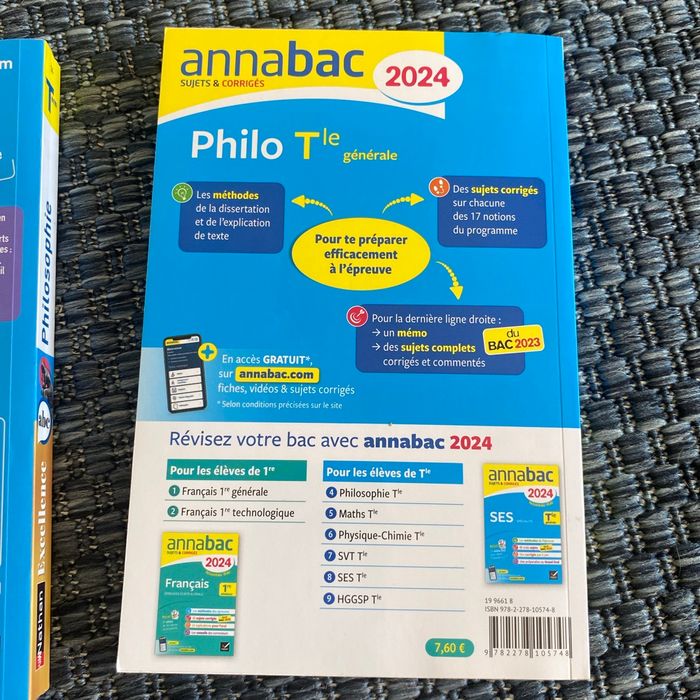 annabac
SUJETS & CORRIGÉS
2024
Philo Tle
générale
Les méthodes
de la dissertation
et de l'explication
de texte
Des sujets corrigés
sur chacune
des 17 notions
du programme
Pour te préparer
efficacement
à l'épreuve
Pour la dernière ligne droite :
→ un mémo
→ des sujets complets
corrigés et commentés
du
BAC 2023
+
En accès GRATUIT*,
sur annabac.com
fiches, vidéos & sujets corrigés
* Selon conditions précisées sur le site
Révisez votre bac avec annabac 2024
Pour les élèves de 1re
1 Français 1re générale
2 Français 1re technologique
Pour les élèves de Tle
4 Philosophie Tle
5 Maths Tle
6 Physique-Chimie Tle
7 SVT Tle
8 SES Tle
9 HGGSP Tle
annabac
SUJETS & CORRIGÉS
2024
Français
1re
annabac
2024
SES
Tle
7,60 €
19 9661 8
ISBN 978-2-278-10574-8
9 782278 105748
Philosophie
abc
Excellence
Nathan